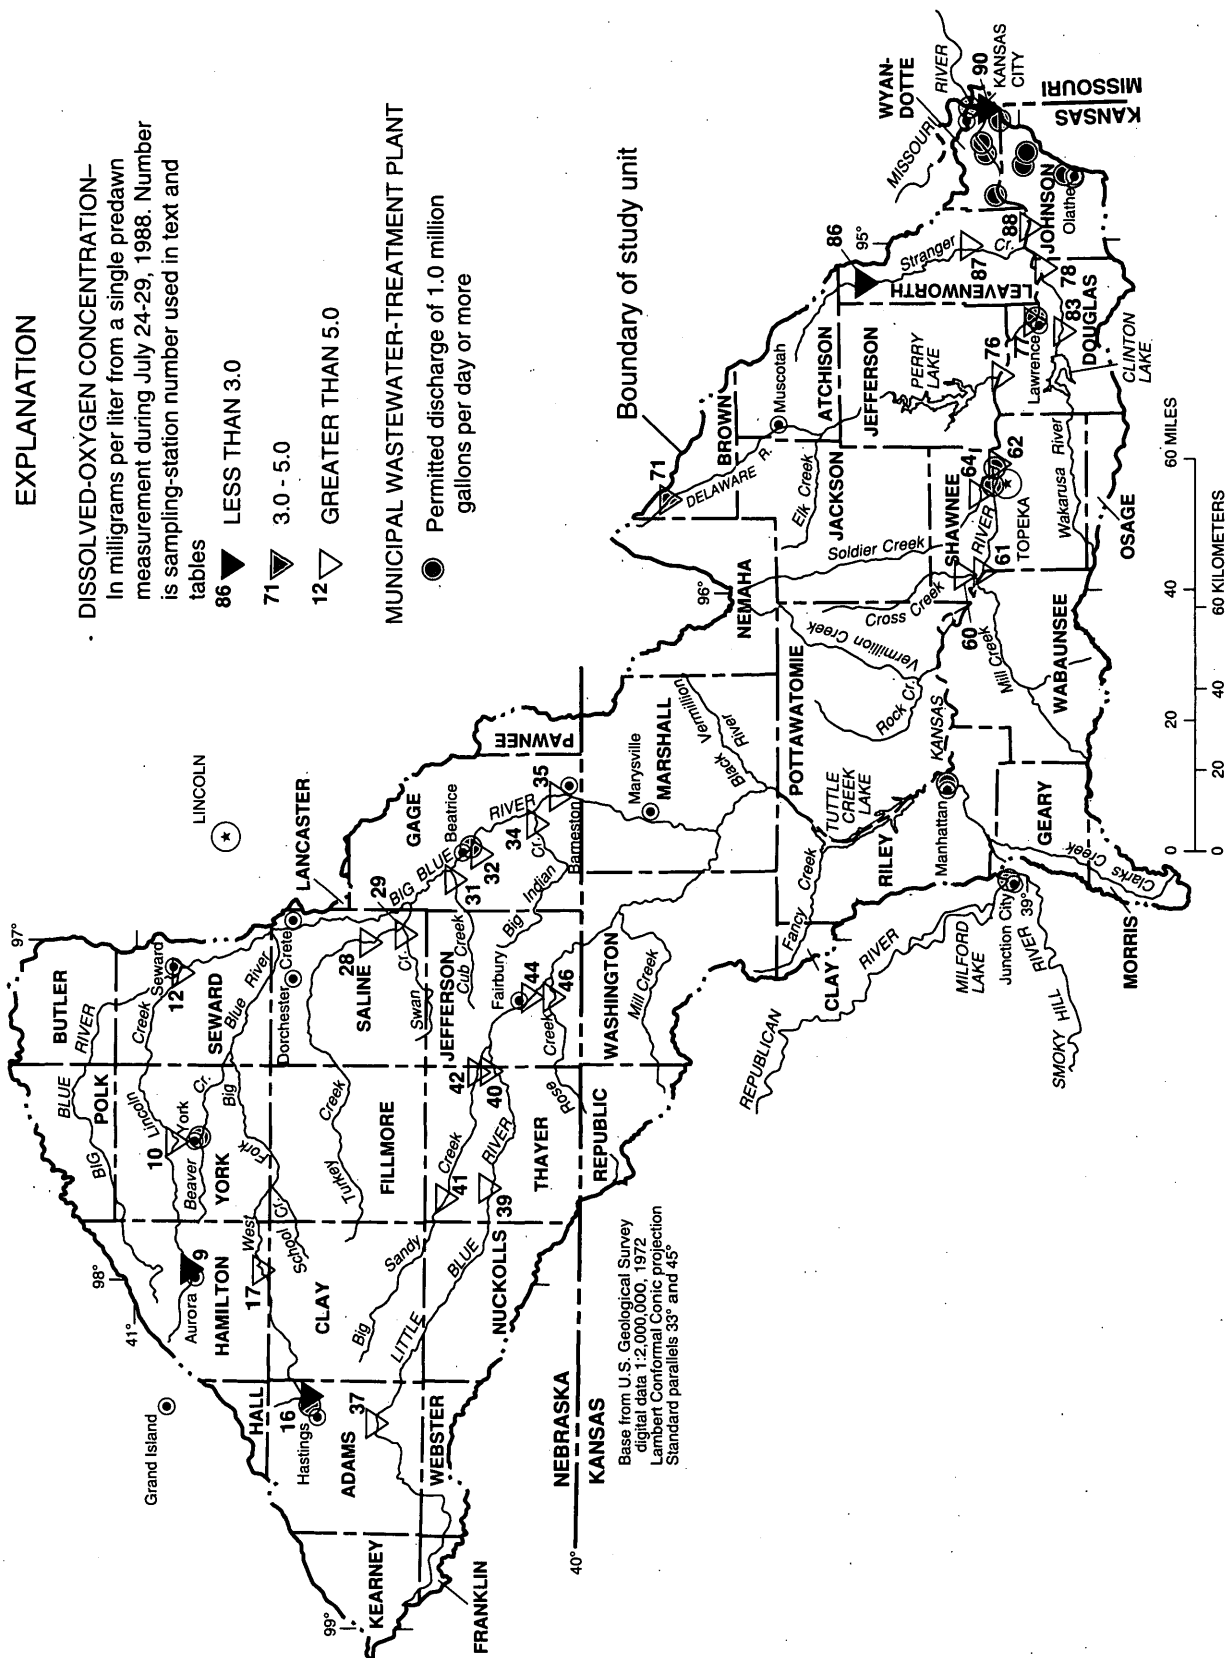 EXPLANATION
DISSOLVED-OXYGEN CONCENTRATION–
In milligrams per liter from a single predawn
measurement during July 24-29, 1988. Number
is sampling-station number used in text and
tables
86 LESS THAN 3.0
71 3.0 - 5.0
12 GREATER THAN 5.0
MUNICIPAL WASTEWATER-TREATMENT PLANT
Permitted discharge of 1.0 million
gallons per day or more
Boundary of study unit
99°
98°
97°
96°
95°
41°
40°
39°
KEARNEY
FRANKLIN
WEBSTER
ADAMS
HALL
Hastings
16
37
Grand Island
HAMILTON
Aurora
9
CLAY
17
NUCKOLLS
LITTLE
BLUE
RIVER
Big
Sandy
Creek
School Cr.
West
Fork
Big
Blue River
POLK
BUTLER
BIG
BLUE
RIVER
Lincoln
Creek
York
10
Beaver
Cr.
YORK
FILLMORE
Turkey
Creek
THAYER
39
40
41
42
SEWARD
Seward
12
Dorchester
Crete
SALINE
28
Swan
Cr.
29
JEFFERSON
Cub Creek
Fairbury
44
46
Rose
Creek
LANCASTER
LINCOLN
GAGE
BIG BLUE
RIVER
Beatrice
31
32
34
35
Big Indian
Cr.
Barneston
PAWNEE
NEBRASKA
KANSAS
REPUBLIC
WASHINGTON
Mill Creek
MARSHALL
Marysville
Black Vermillion
River
NEMAHA
BROWN
71
DELAWARE R.
Muscotah
ATCHISON
Elk Creek
JACKSON
JEFFERSON
PERRY
LAKE
POTTAWATOMIE
Vermillion Creek
Rock Cr.
Cross Creek
Soldier Creek
TUTTLE
CREEK
LAKE
RILEY
Fancy Creek
CLAY
REPUBLICAN
RIVER
MILFORD
LAKE
Junction City
SMOKY HILL
RIVER
MORRIS
Clarks
Creek
GEARY
Manhattan
KANSAS
RIVER
WABAUNSEE
Mill Creek
60
61
SHAWNEE
64
62
TOPEKA
OSAGE
Wakarusa River
76
77
Lawrence
83
DOUGLAS
CLINTON
LAKE
78
LEAVENWORTH
Stranger
Cr.
86
87
88
JOHNSON
Olathe
WYAN-
DOTTE
MISSOURI
RIVER
90
KANSAS
CITY
KANSAS
MISSOURI
Base from U.S. Geological Survey
digital data 1:2,000,000, 1972
Lambert Conformal Conic projection
Standard parallels 33° and 45°
0 20 40 60 MILES
0 20 40 60 KILOMETERS